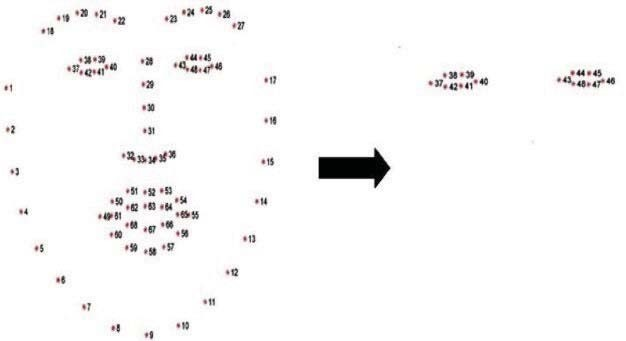 18 19 20 21 22 23 24 25 26 27
37 38 39 40 41 42 28 43 44 45 46 47 48
1 29 17
30
2 31 16
32 33 34 35 36
3 15
51 52 53
50 62 63 64 54
4 49 61 65 55 14
68 67 66
60 56
59 58 57
5 13
6 12
7 11
8 9 10
37 38 39 40 41 42 43 44 45 46 47 48